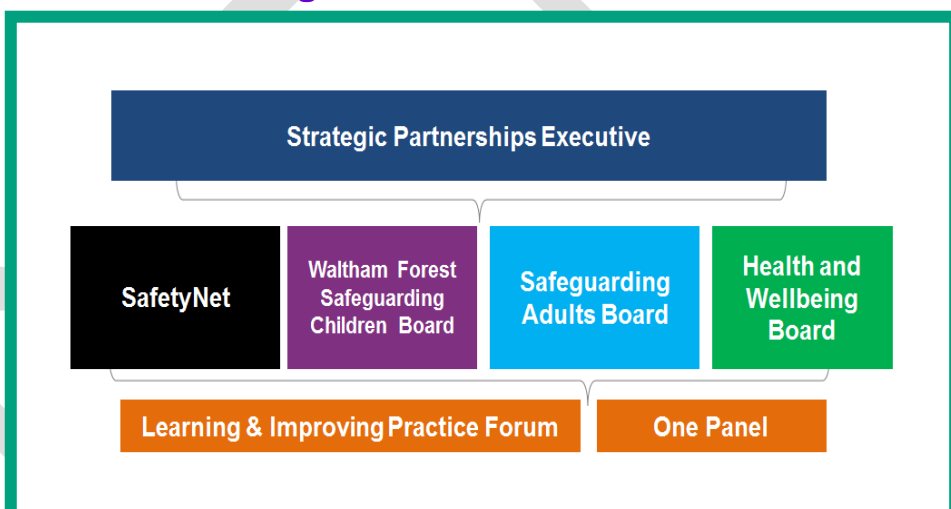 Strategic Partnerships Executive
SafetyNet
Waltham Forest
Safeguarding
Children Board
Safeguarding
Adults Board
Health and
Wellbeing
Board
Learning & Improving Practice Forum
One Panel